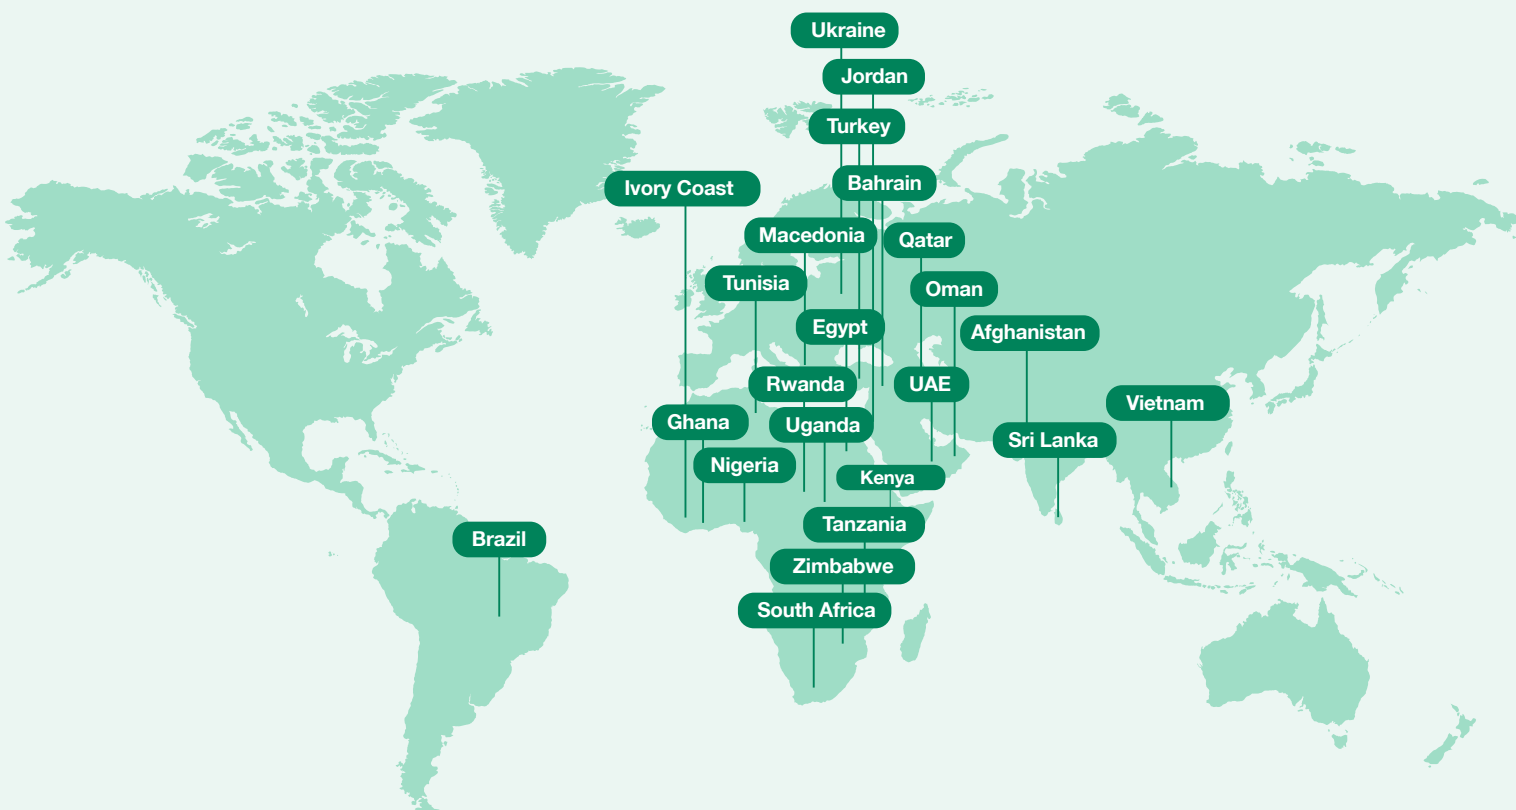 Ukraine
Jordan
Turkey
Bahrain
Ivory Coast
Macedonia
Qatar
Tunisia
Oman
Egypt
Afghanistan
Rwanda
UAE
Vietnam
Ghana
Uganda
Sri Lanka
Nigeria
Kenya
Tanzania
Brazil
Zimbabwe
South Africa